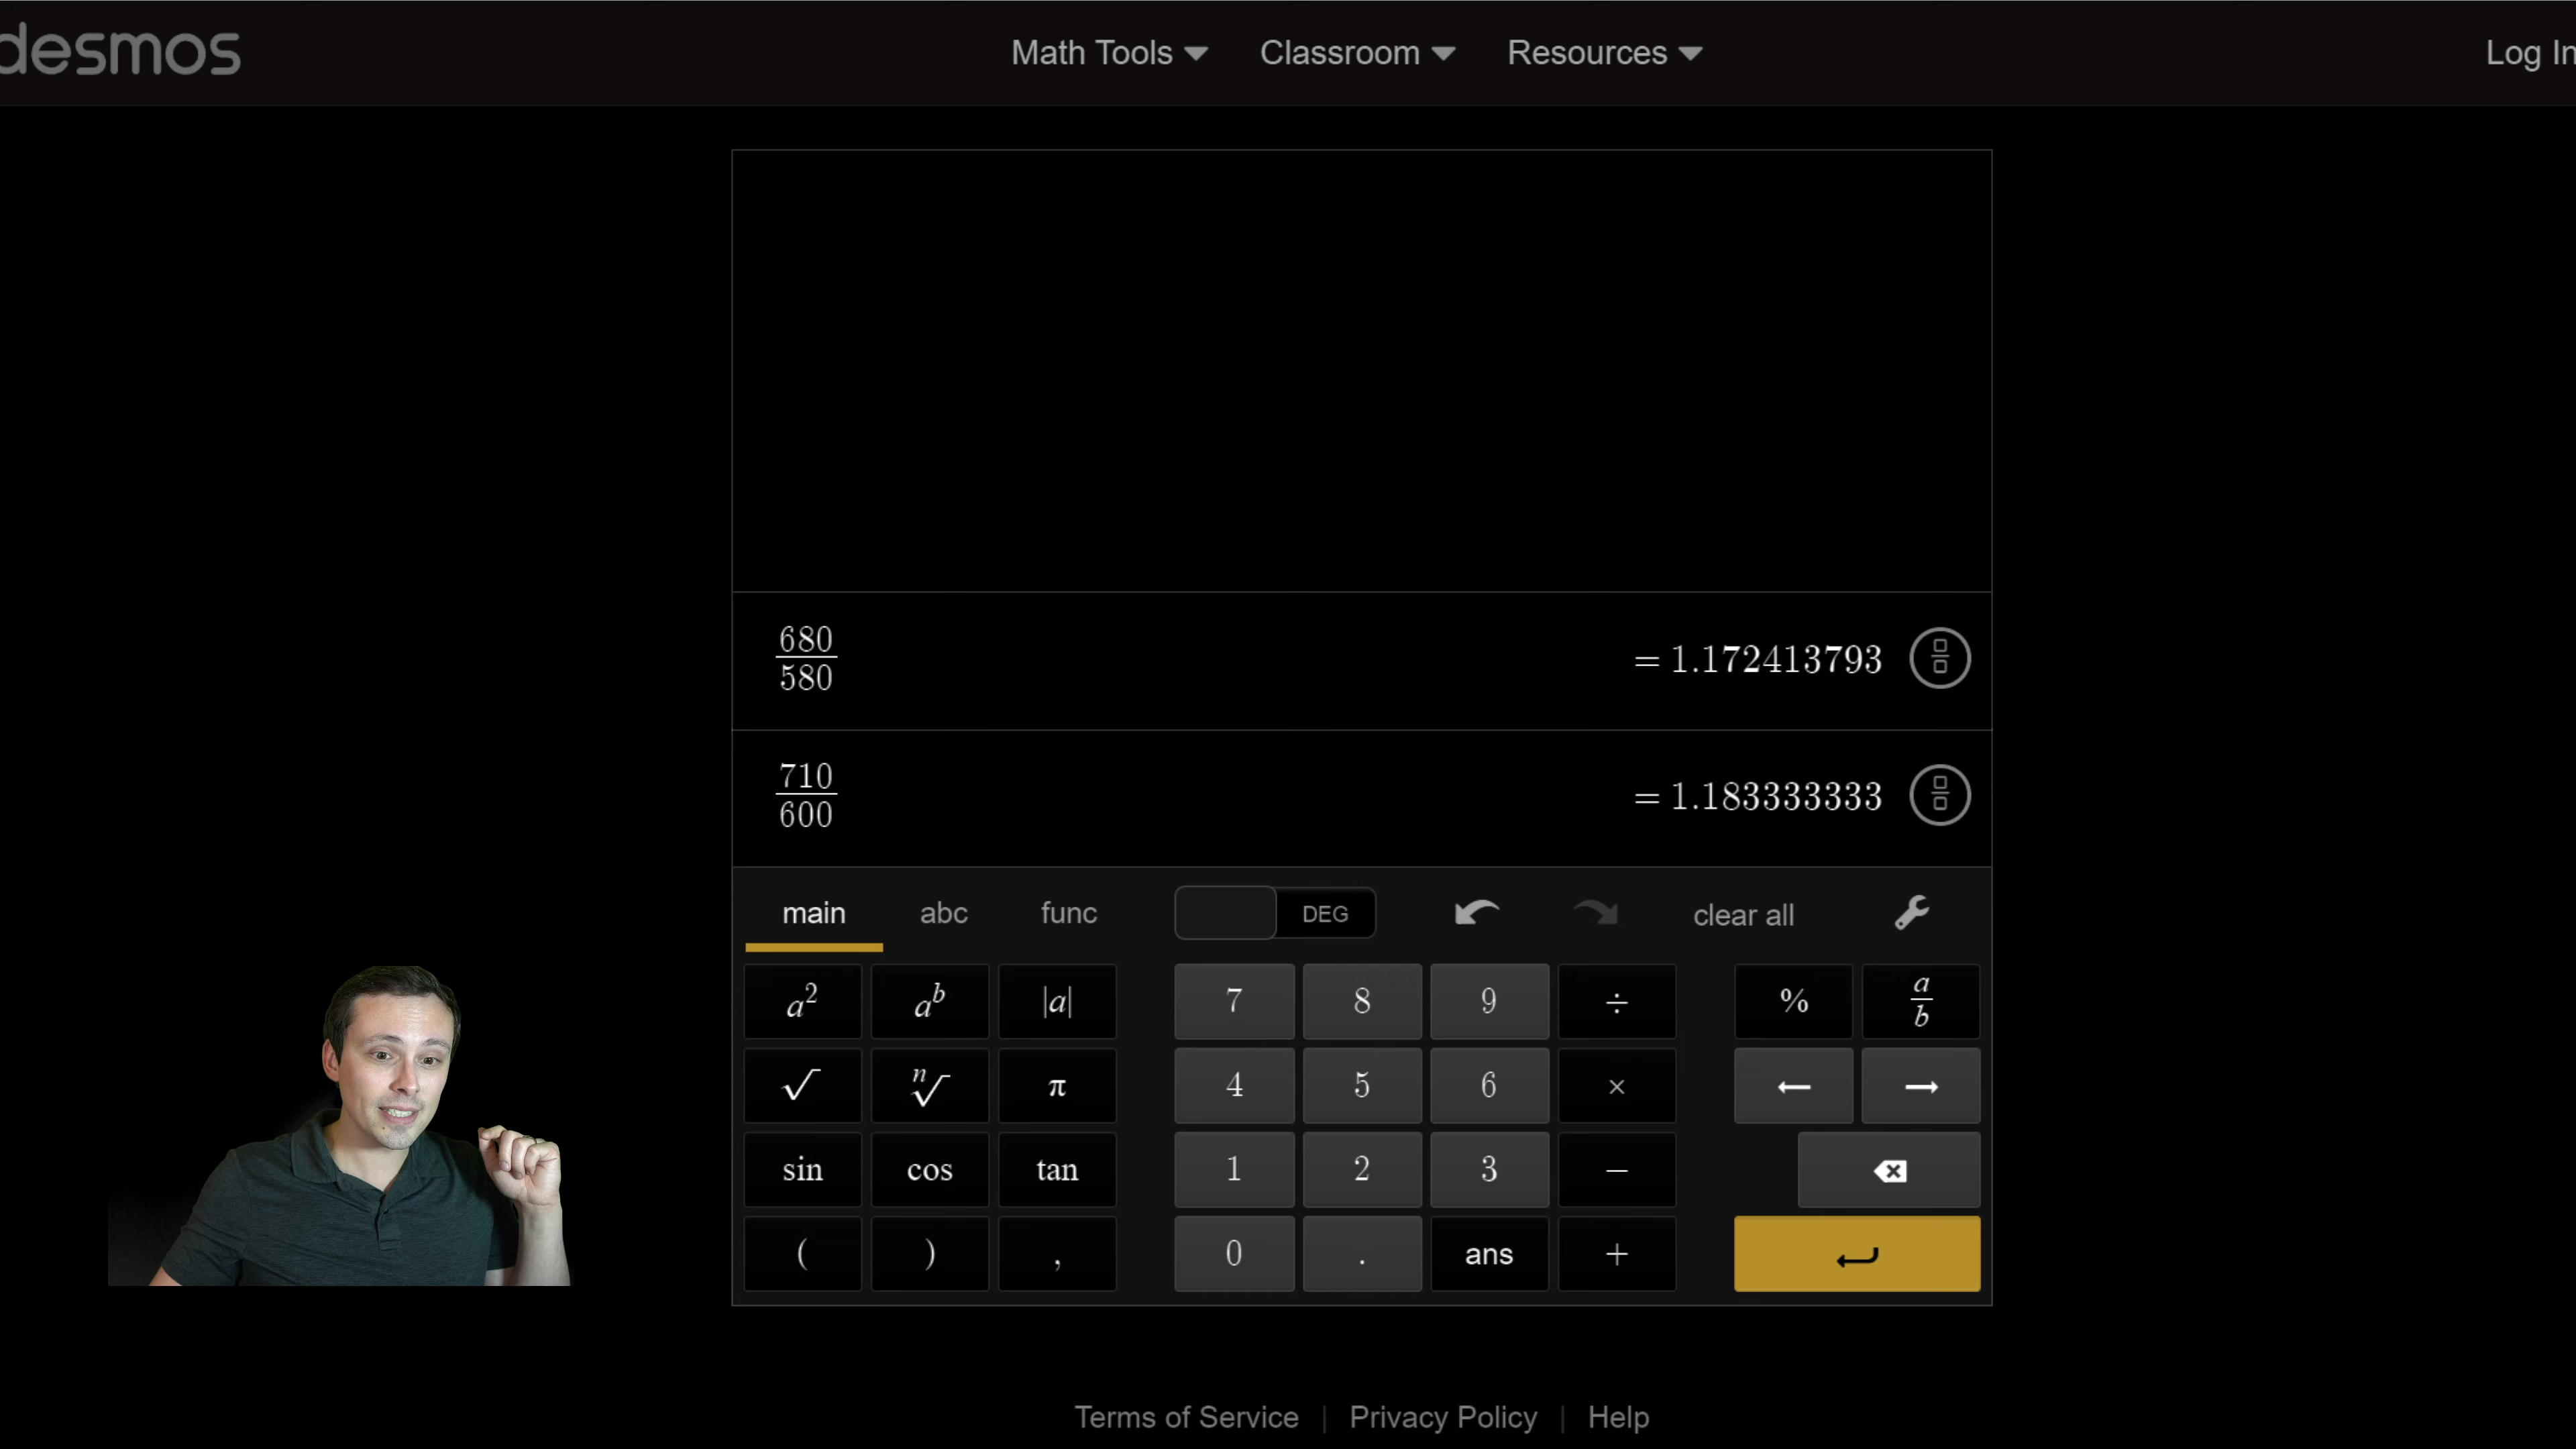 desmos
Math Tools Classroom Resources
Log In
680
580
= 1.172413793
710
600
= 1.183333333
main abc func DEG clear all
a² aᵇ |a| 7 8 9 ÷ % a/b
√ ⁿ√ π 4 5 6 × ← →
sin cos tan 1 2 3 −
( ) , 0 . ans +
Terms of Service | Privacy Policy | Help